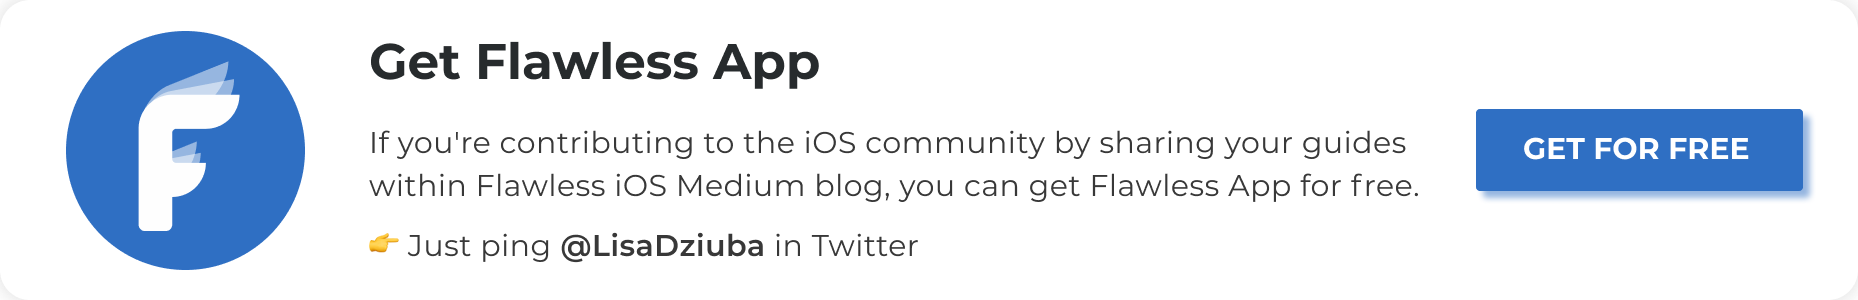 Get Flawless App
If you're contributing to the iOS community by sharing your guides
within Flawless iOS Medium blog, you can get Flawless App for free.
👉 Just ping @LisaDziuba in Twitter
GET FOR FREE